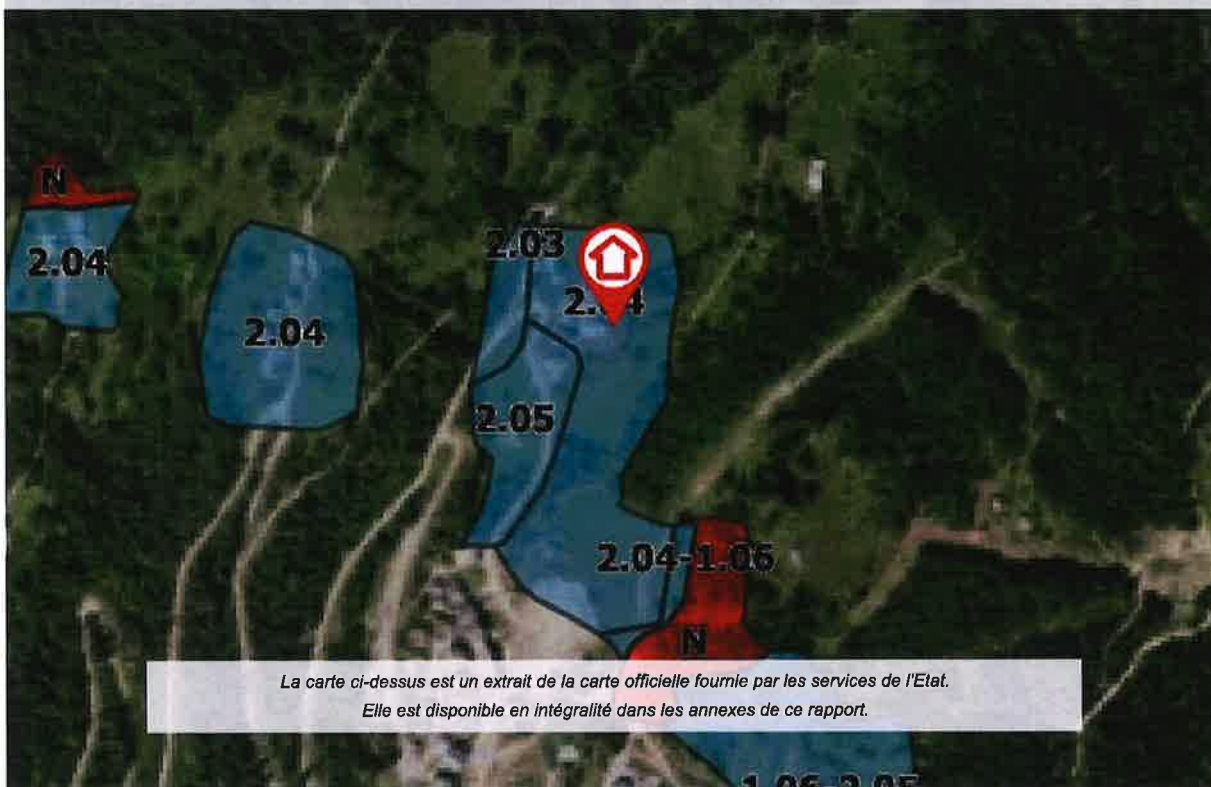 N
2.04
2.04
2.03
2.05
2.04-1.06
N
La carte ci-dessus est un extrait de la carte officielle fournie par les services de l'Etat.
Elle est disponible en intégralité dans les annexes de ce rapport.